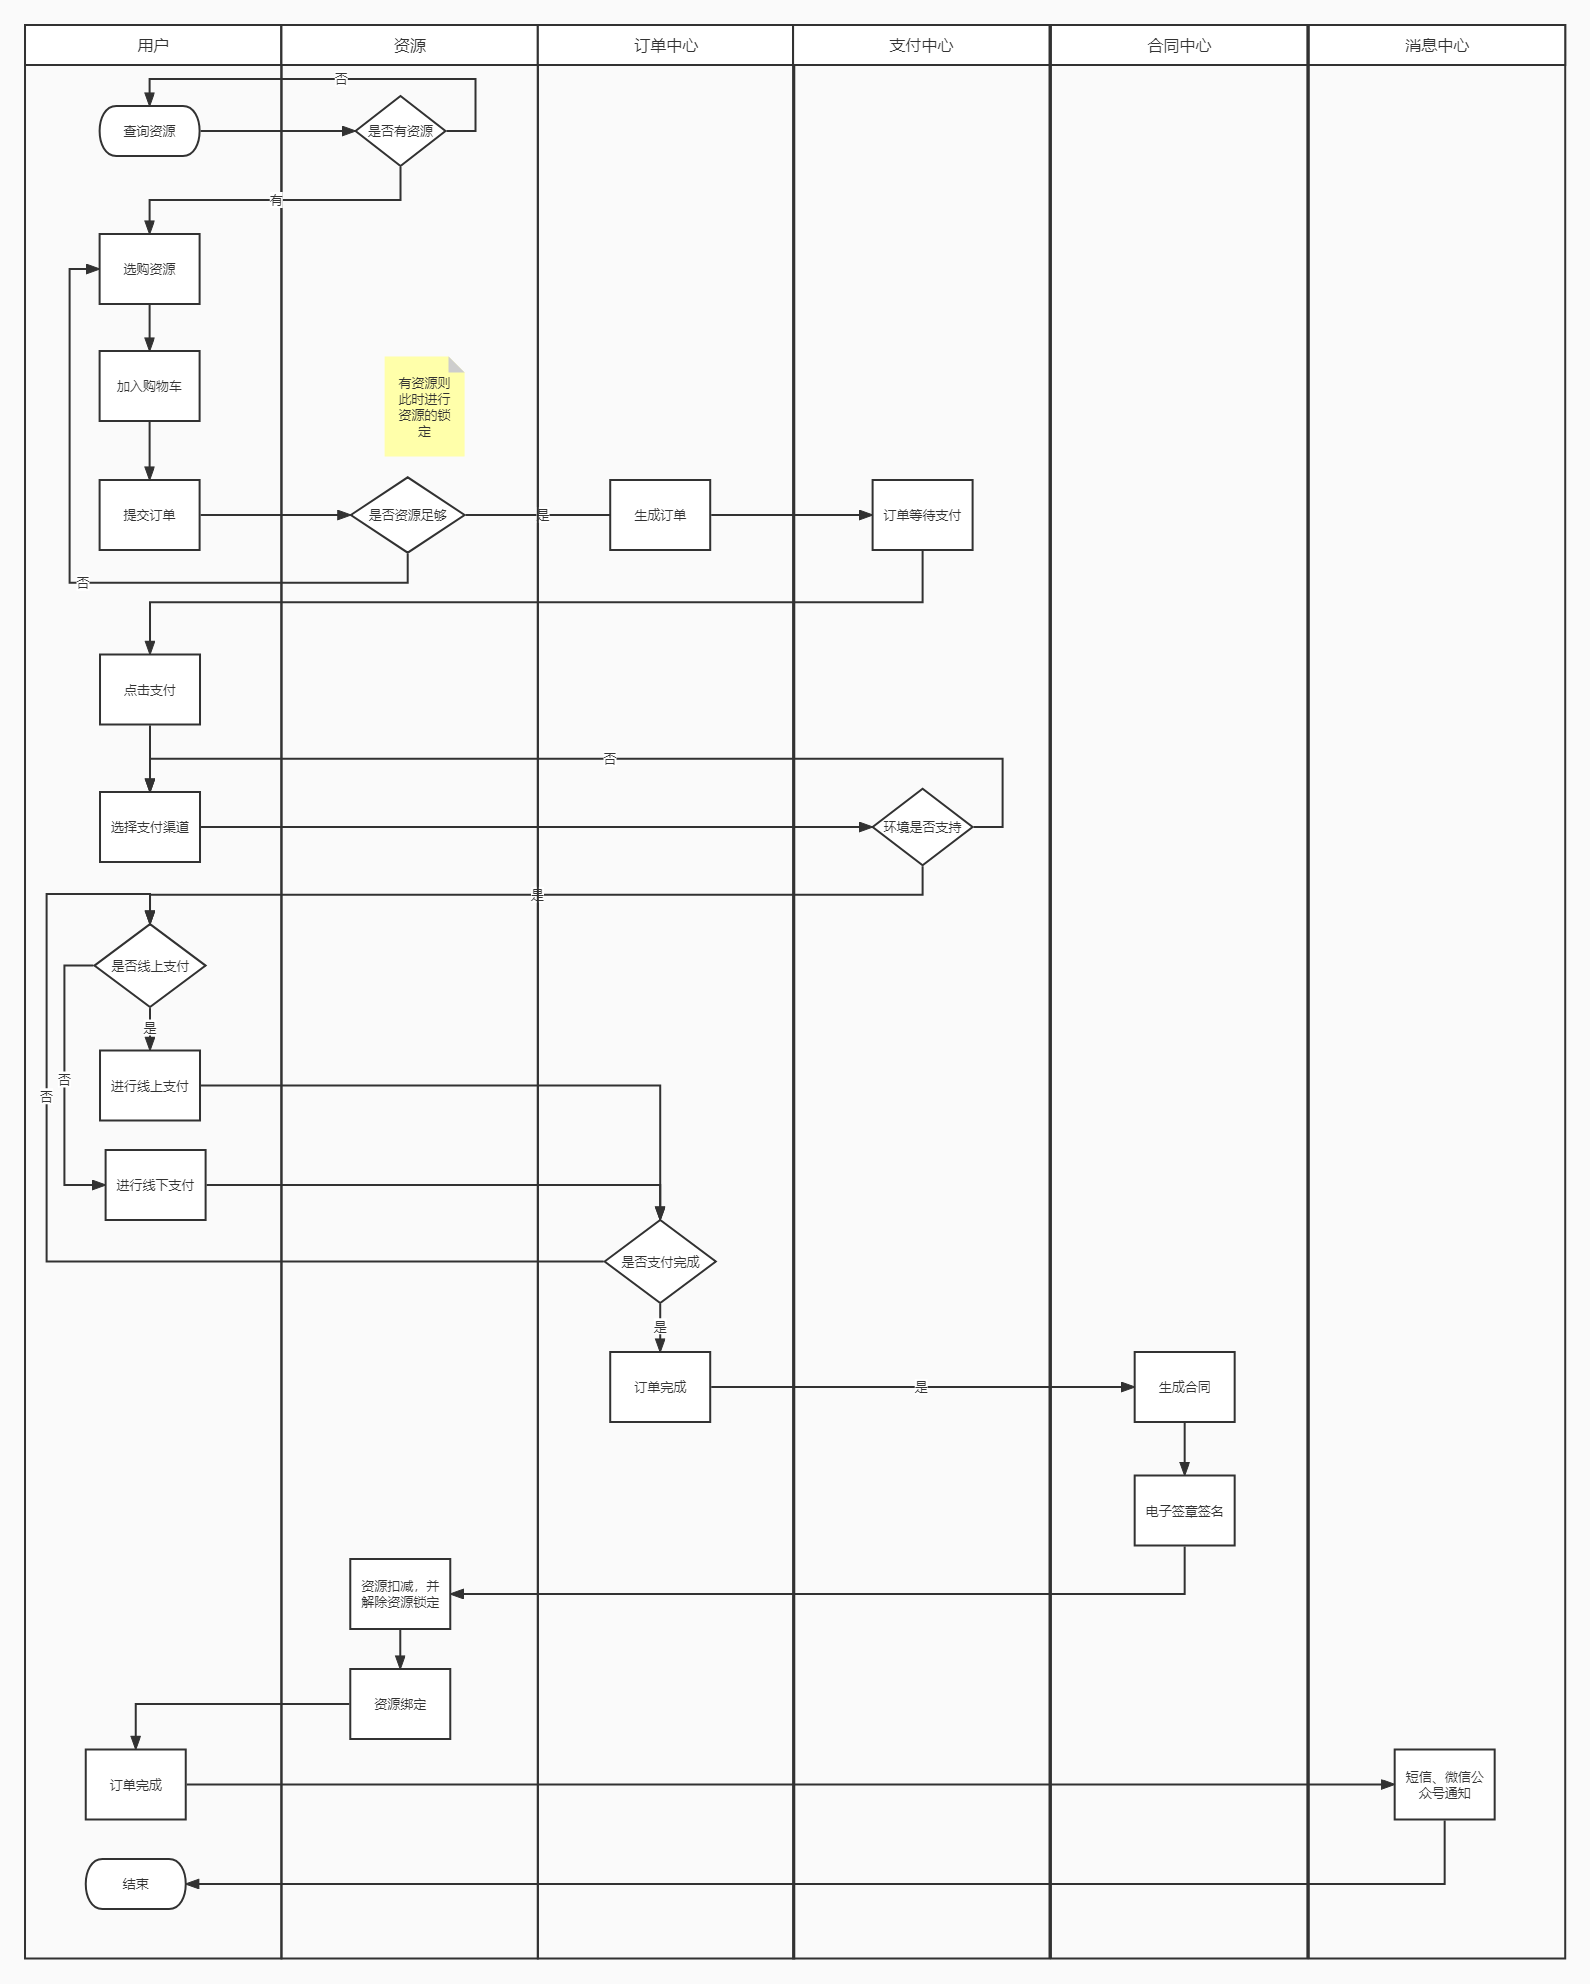 用户
资源
订单中心
支付中心
合同中心
消息中心
否
查询资源
是否有资源
有
选购资源
加入购物车
有资源则
此时进行
资源的锁
定
提交订单
是否资源足够
是
生成订单
订单等待支付
否
点击支付
否
选择支付渠道
环境是否支持
是
是否线上支付
是
否
否
进行线上支付
进行线下支付
是否支付完成
是
订单完成
是
生成合同
电子签章签名
资源扣减，并
解除资源锁定
资源绑定
订单完成
短信、微信公
众号通知
结束